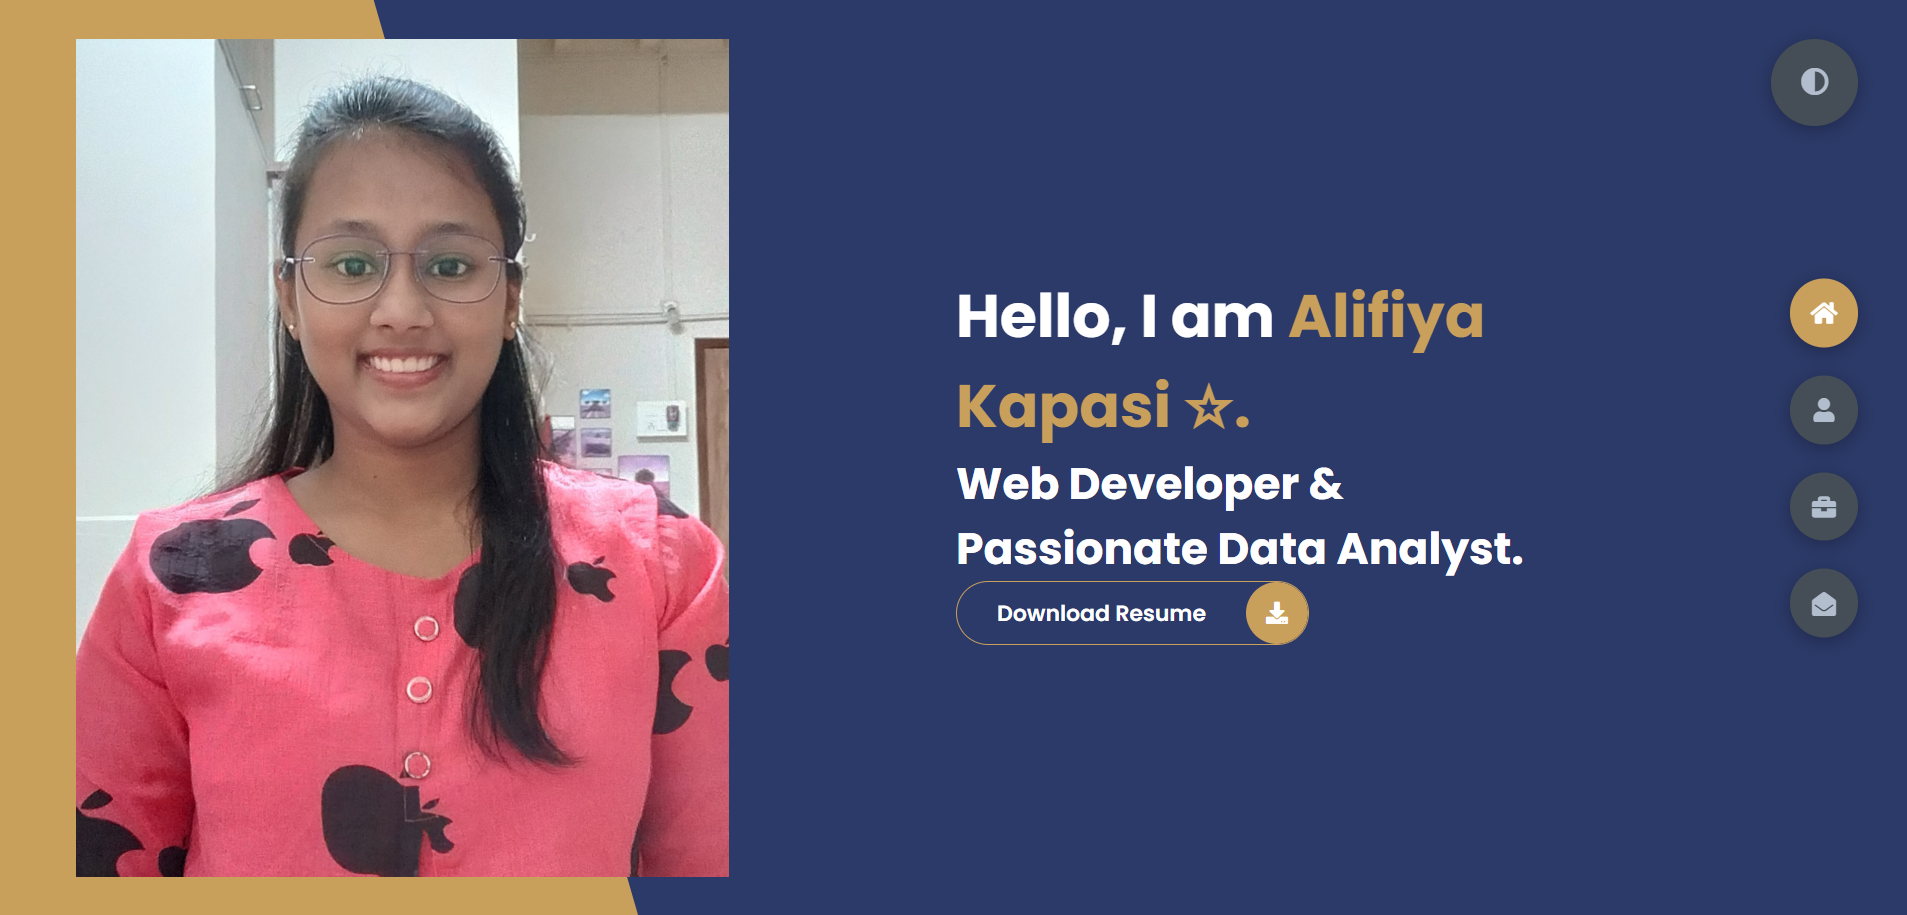 Hello, I am Alifiya
Kapasi ☆.
Web Developer &
Passionate Data Analyst.
Download Resume